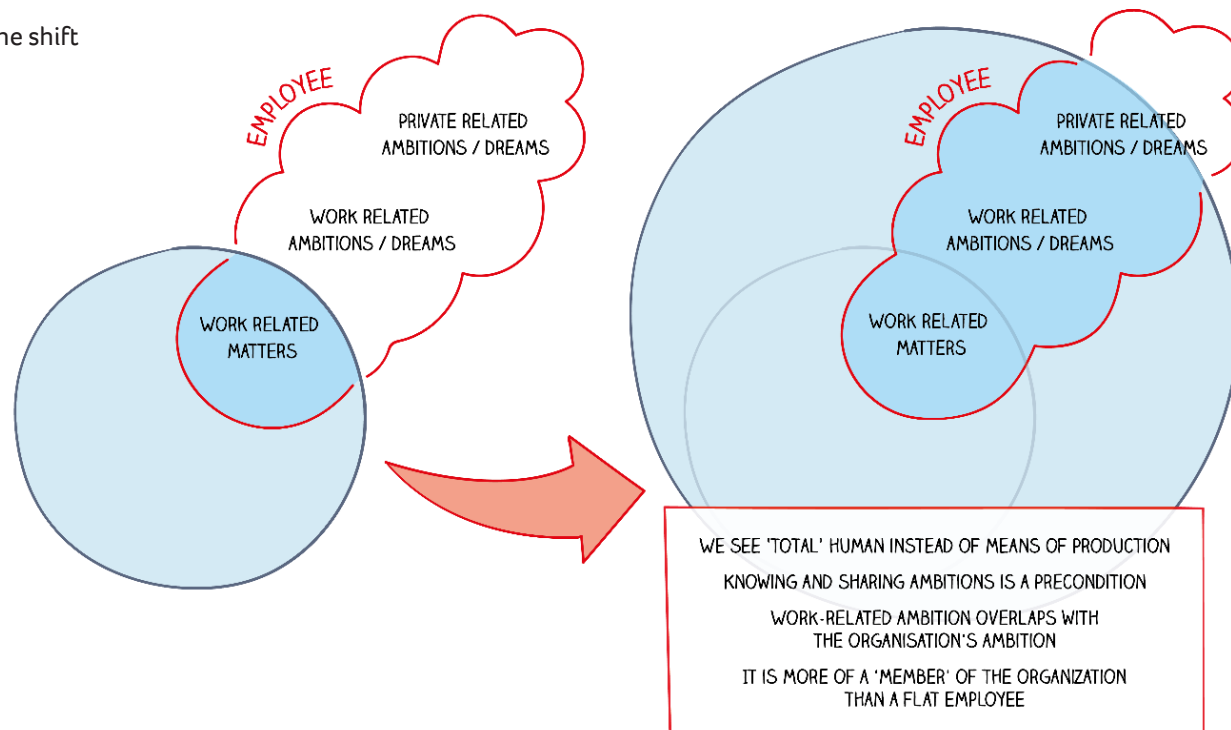 ne shift
EMPLOYEE
PRIVATE RELATED
AMBITIONS / DREAMS
WORK RELATED
AMBITIONS / DREAMS
WORK RELATED
MATTERS
EMPLOYEE
PRIVATE RELATED
AMBITIONS / DREAMS
WORK RELATED
AMBITIONS / DREAMS
WORK RELATED
MATTERS
WE SEE 'TOTAL' HUMAN INSTEAD OF MEANS OF PRODUCTION
KNOWING AND SHARING AMBITIONS IS A PRECONDITION
WORK-RELATED AMBITION OVERLAPS WITH
THE ORGANISATION'S AMBITION
IT IS MORE OF A 'MEMBER' OF THE ORGANIZATION
THAN A FLAT EMPLOYEE